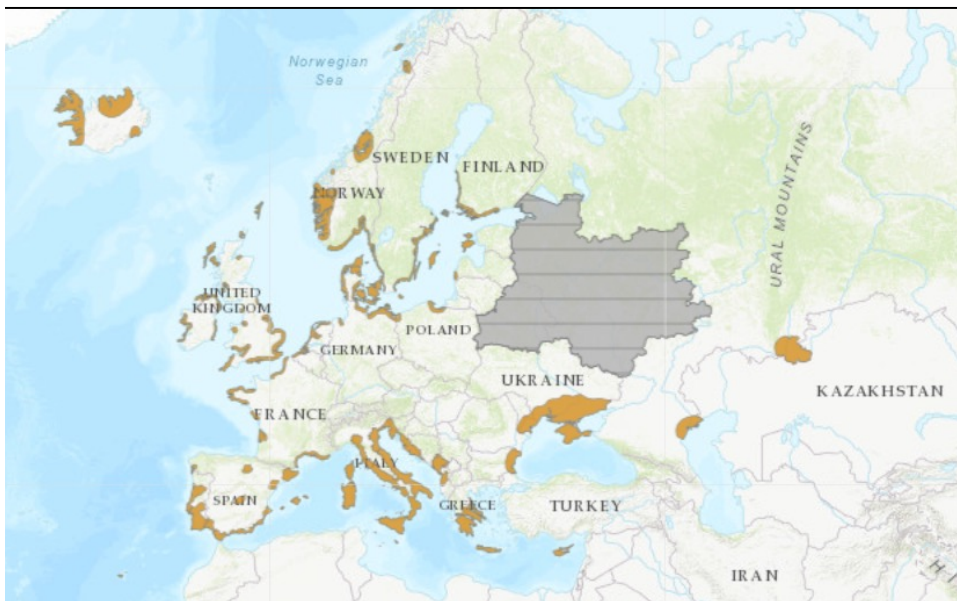 Norwegian
Sea
SWEDEN
FINLAND
NORWAY
URAL MOUNTAINS
UNITED
KINGDOM
POLAND
GERMANY
UKRAINE
KAZAKHSTAN
FRANCE
ITALY
SPAIN
GREECE
TURKEY
IRAN
H I